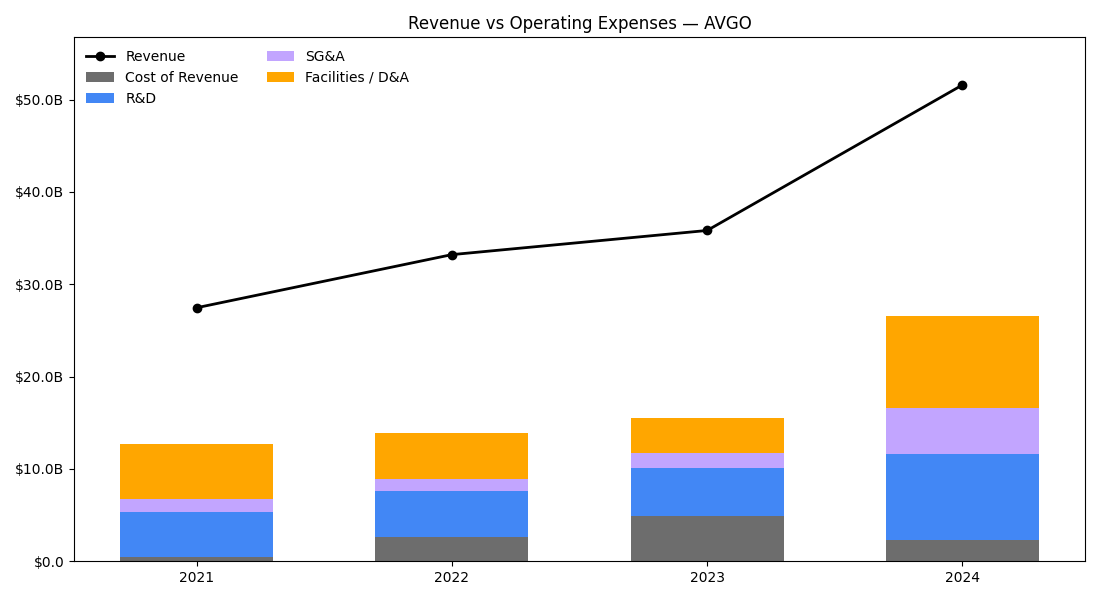 Revenue vs Operating Expenses — AVGO
Revenue
Cost of Revenue
R&D
SG&A
Facilities / D&A
$50.0B
$40.0B
$30.0B
$20.0B
$10.0B
$0.0
2021
2022
2023
2024